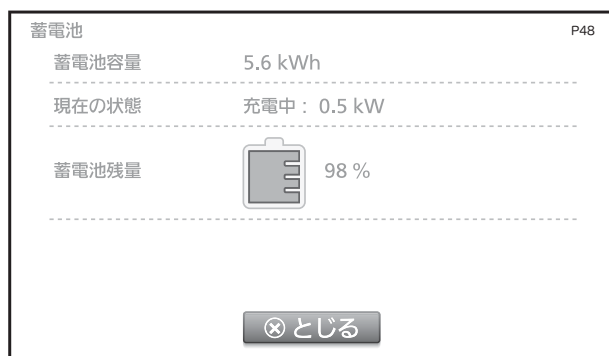 蓄電池 P48
蓄電池容量 5.6 kWh
現在の状態 充電中： 0.5 kW
蓄電池残量 98 %
とじる